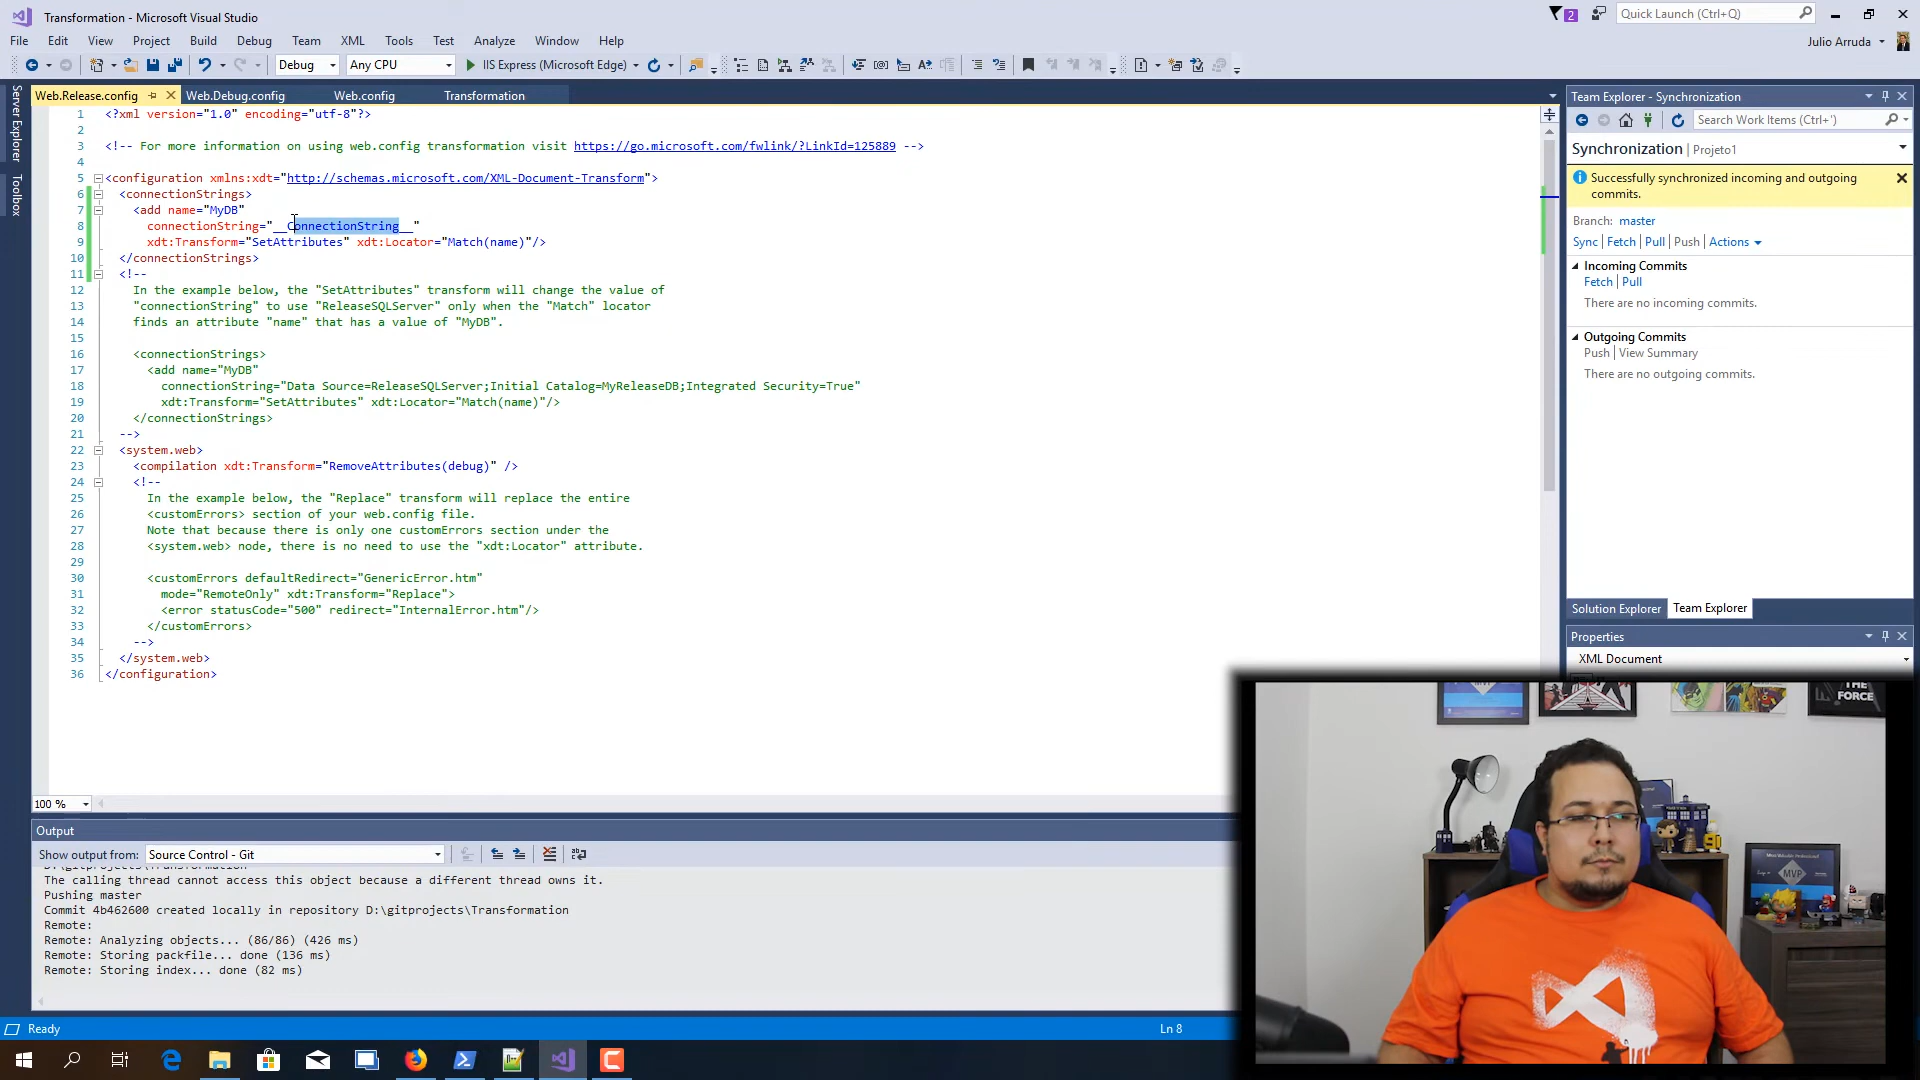 Transformation - Microsoft Visual Studio
2
Quick Launch (Ctrl+Q)
File Edit View Project Build Debug Team XML Tools Test Analyze Window Help
Julio Arruda
Debug Any CPU IIS Express (Microsoft Edge)
Server Explorer
Toolbox
Web.Release.config Web.Debug.config Web.config Transformation
1 <?xml version="1.0" encoding="utf-8"?>
2
3 <!-- For more information on using web.config transformation visit https://go.microsoft.com/fwlink/?LinkId=125889 -->
4
5 <configuration xmlns:xdt="http://schemas.microsoft.com/XML-Document-Transform">
6 <connectionStrings>
7 <add name="MyDB"
8 connectionString="__ConnectionString__"
9 xdt:Transform="SetAttributes" xdt:Locator="Match(name)"/>
10 </connectionStrings>
11 <!--
12 In the example below, the "SetAttributes" transform will change the value of
13 "connectionString" to use "ReleaseSQLServer" only when the "Match" locator
14 finds an attribute "name" that has a value of "MyDB".
15
16 <connectionStrings>
17 <add name="MyDB"
18 connectionString="Data Source=ReleaseSQLServer;Initial Catalog=MyReleaseDB;Integrated Security=True"
19 xdt:Transform="SetAttributes" xdt:Locator="Match(name)"/>
20 </connectionStrings>
21 -->
22 <system.web>
23 <compilation xdt:Transform="RemoveAttributes(debug)" />
24 <!--
25 In the example below, the "Replace" transform will replace the entire
26 <customErrors> section of your web.config file.
27 Note that because there is only one customErrors section under the
28 <system.web> node, there is no need to use the "xdt:Locator" attribute.
29
30 <customErrors defaultRedirect="GenericError.htm"
31 mode="RemoteOnly" xdt:Transform="Replace">
32 <error statusCode="500" redirect="InternalError.htm"/>
33 </customErrors>
34 -->
35 </system.web>
36 </configuration>
100 %
Team Explorer - Synchronization
Search Work Items (Ctrl+')
Synchronization | Projeto1
Successfully synchronized incoming and outgoing
commits.
Branch: master
Sync | Fetch | Pull | Push | Actions
Incoming Commits
Fetch | Pull
There are no incoming commits.
Outgoing Commits
Push | View Summary
There are no outgoing commits.
Solution Explorer Team Explorer
Properties
XML Document
THE
FORCE
MVP
Output
Show output from: Source Control - Git
D:\gitprojects\Transformation
The calling thread cannot access this object because a different thread owns it.
Pushing master
Commit 4b462600 created locally in repository D:\gitprojects\Transformation
Remote:
Remote: Analyzing objects... (86/86) (426 ms)
Remote: Storing packfile... done (136 ms)
Remote: Storing index... done (82 ms)
Ready
Ln 8